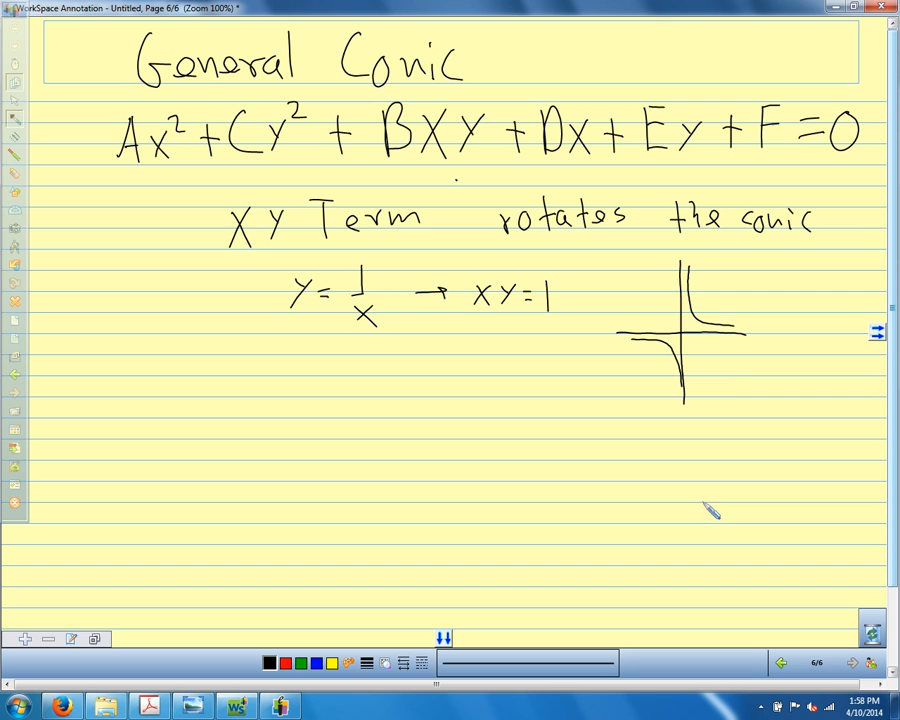 WorkSpace Annotation - Untitled, Page 6/6 (Zoom 100%) *
General Conic
Ax² + Cy² + BXY + DX + EY + F = 0
XY Term rotates the conic
Y = 1/X → XY = 1
6/6
1:58 PM
4/10/2014